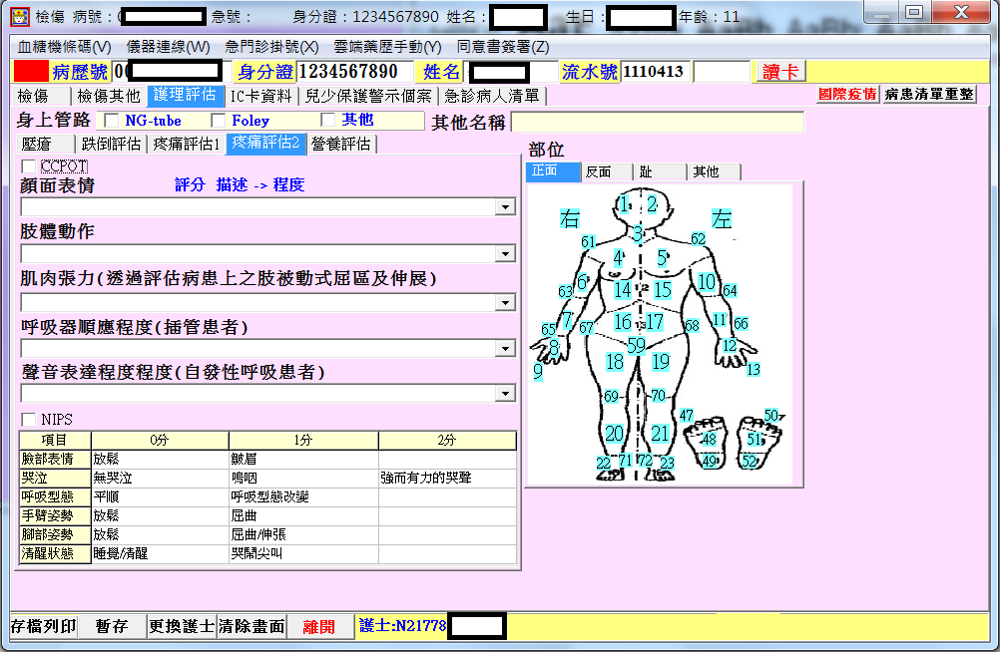 檢傷 病號：0 急號： 身分證：1234567890 姓名： 生日： 年齡：11
血糖機條碼(V) 儀器連線(W) 急門診掛號(X) 雲端藥歷手動(Y) 同意書簽署(Z)
病歷號 00 身分證 1234567890 姓名 流水號 1110413 讀卡
檢傷 檢傷其他 護理評估 IC卡資料 兒少保護警示個案 急診病人清單 國際疫情 病患清單重整
身上管路 NG-tube Foley 其他 其他名稱
壓瘡 跌倒評估 疼痛評估1 疼痛評估2 營養評估
部位
正面 反面 趾 其他
CCPOT
顏面表情 評分 描述 -> 程度
肢體動作
肌肉張力(透過評估病患上之肢被動式屈區及伸展)
呼吸器順應程度(插管患者)
聲音表達程度程度(自發性呼吸患者)
NIPS
項目 0分 1分 2分
臉部表情 放鬆 皺眉
哭泣 無哭泣 嗚咽 強而有力的哭聲
呼吸型態 平順 呼吸型態改變
手臂姿勢 放鬆 屈曲
腳部姿勢 放鬆 屈曲/伸張
清醒狀態 睡覺/清醒 哭鬧尖叫
1 2
右 左
3
61 62
4 5
6 10
63 14 12 15 64
7 16 13 17 11 66
65 67 68
8 59 12
9 18 19 13
69 70
47 50
20 21 48 51
22 71 72 23 49 52
存檔列印 暫存 更換護士 清除畫面 離開 護士:N21778